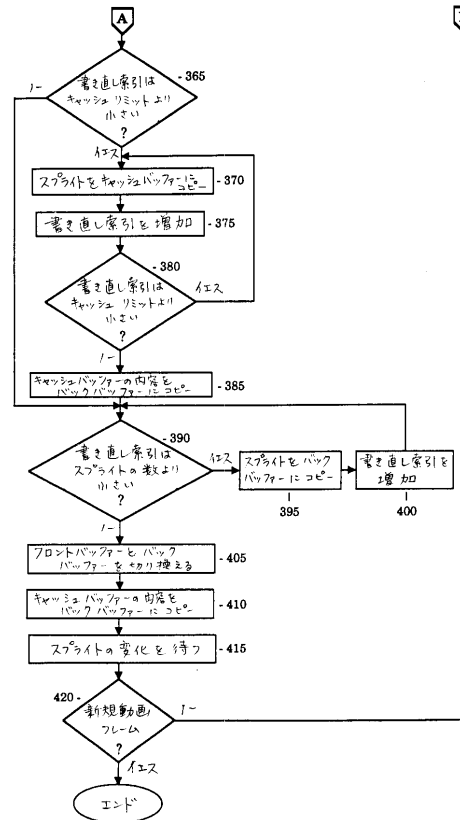 A
書き直し索引は
キャッシュリミットより
小さい
?
365
ノー
イエス
スプライトをキャッシュバッファーに
コピー
370
書き直し索引を増加
375
380
書き直し索引は
キャッシュリミットより
小さい
?
イエス
ノー
キャッシュバッファーの内容を
バックバッファーにコピー
385
390
書き直し索引は
スプライトの数より
小さい
?
イエス
スプライトをバック
バッファーにコピー
395
書き直し索引を
増加
400
ノー
フロントバッファーとバック
バッファーを切り換える
405
キャッシュバッファーの内容を
バックバッファーにコピー
410
スプライトの変化を待つ
415
420
新規動画
フレーム
?
ノー
イエス
エンド